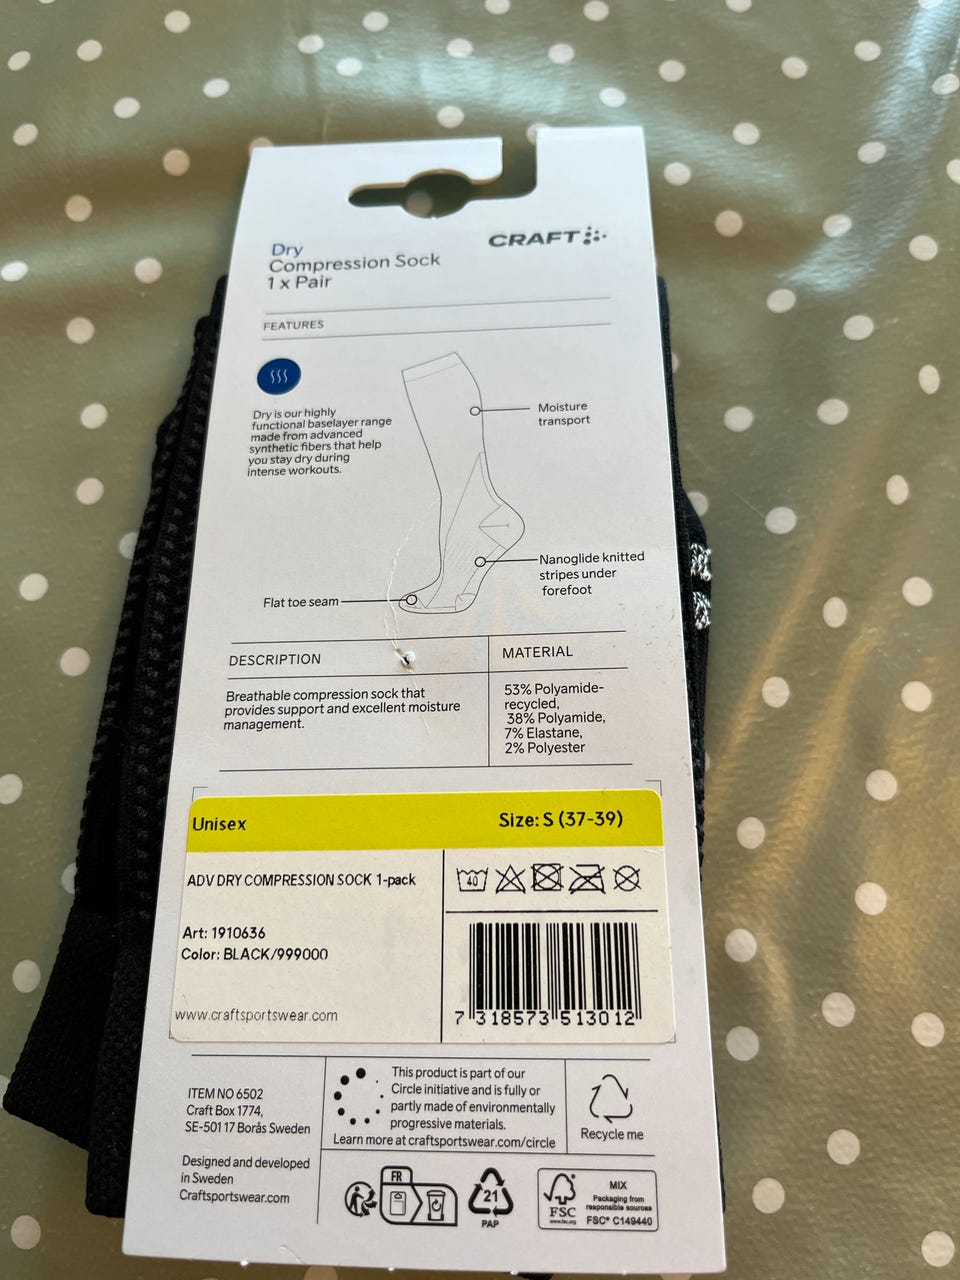 CRAFT
Dry
Compression Sock
1 x Pair
FEATURES
Dry is our highly
functional baselayer range
made from advanced
synthetic fibers that help
you stay dry during
intense workouts.
Moisture
transport
Nanoglide knitted
stripes under
forefoot
Flat toe seam
DESCRIPTION
Breathable compression sock that
provides support and excellent moisture
management.
MATERIAL
53% Polyamide-
recycled,
38% Polyamide,
7% Elastane,
2% Polyester
Unisex
Size: S (37-39)
ADV DRY COMPRESSION SOCK 1-pack
40
Art: 1910636
Color: BLACK/999000
www.craftsportswear.com
7 318573 513012
ITEM NO 6502
Craft Box 1774,
SE-501 17 Borås Sweden
Designed and developed
in Sweden
Craftsportswear.com
This product is part of our
Circle initiative and is fully or
partly made of environmentally
progressive materials.
Learn more at craftsportswear.com/circle
Recycle me
FR
21
PAP
FSC
www.fsc.org
MIX
Packaging from
responsible sources
FSC® C149440